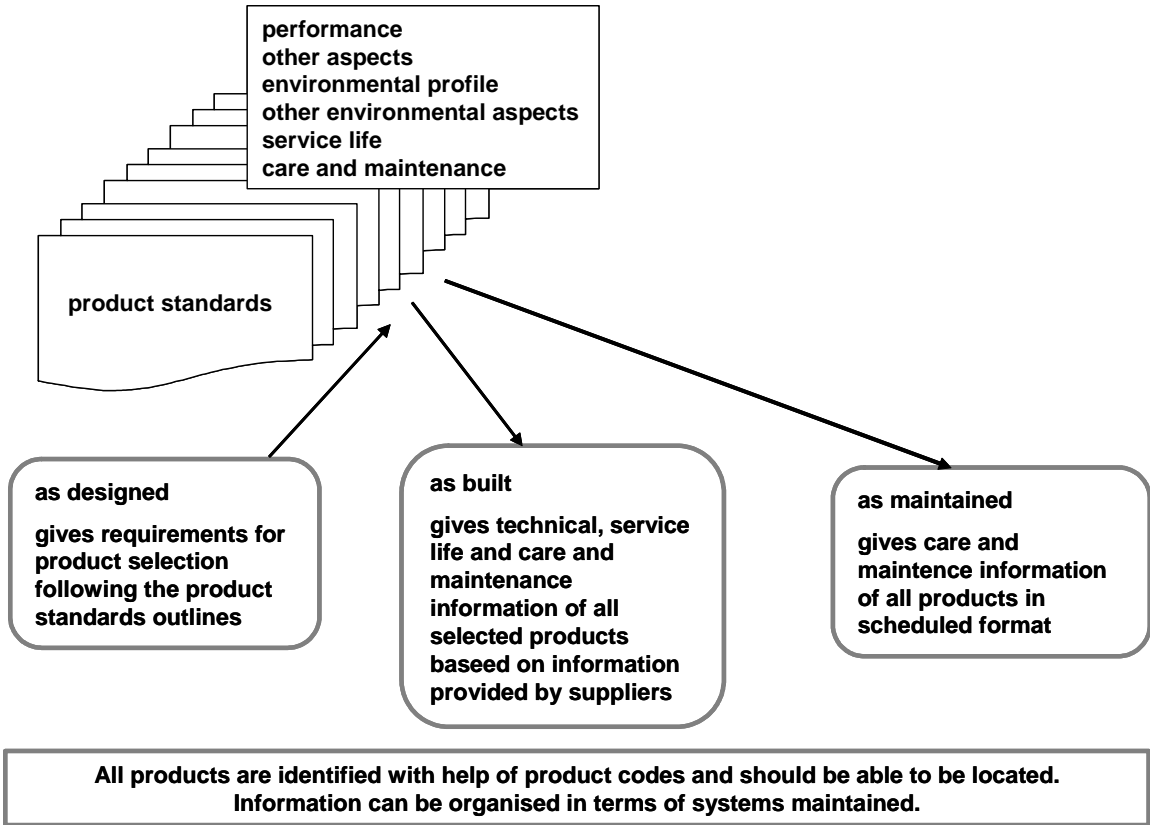 performance
other aspects
environmental profile
other environmental aspects
service life
care and maintenance
product standards
as designed
gives requirements for
product selection
following the product
standards outlines
as built
gives technical, service
life and care and
maintenance
information of all
selected products
baseed on information
provided by suppliers
as maintained
gives care and
maintence information
of all products in
scheduled format
All products are identified with help of product codes and should be able to be located.
Information can be organised in terms of systems maintained.